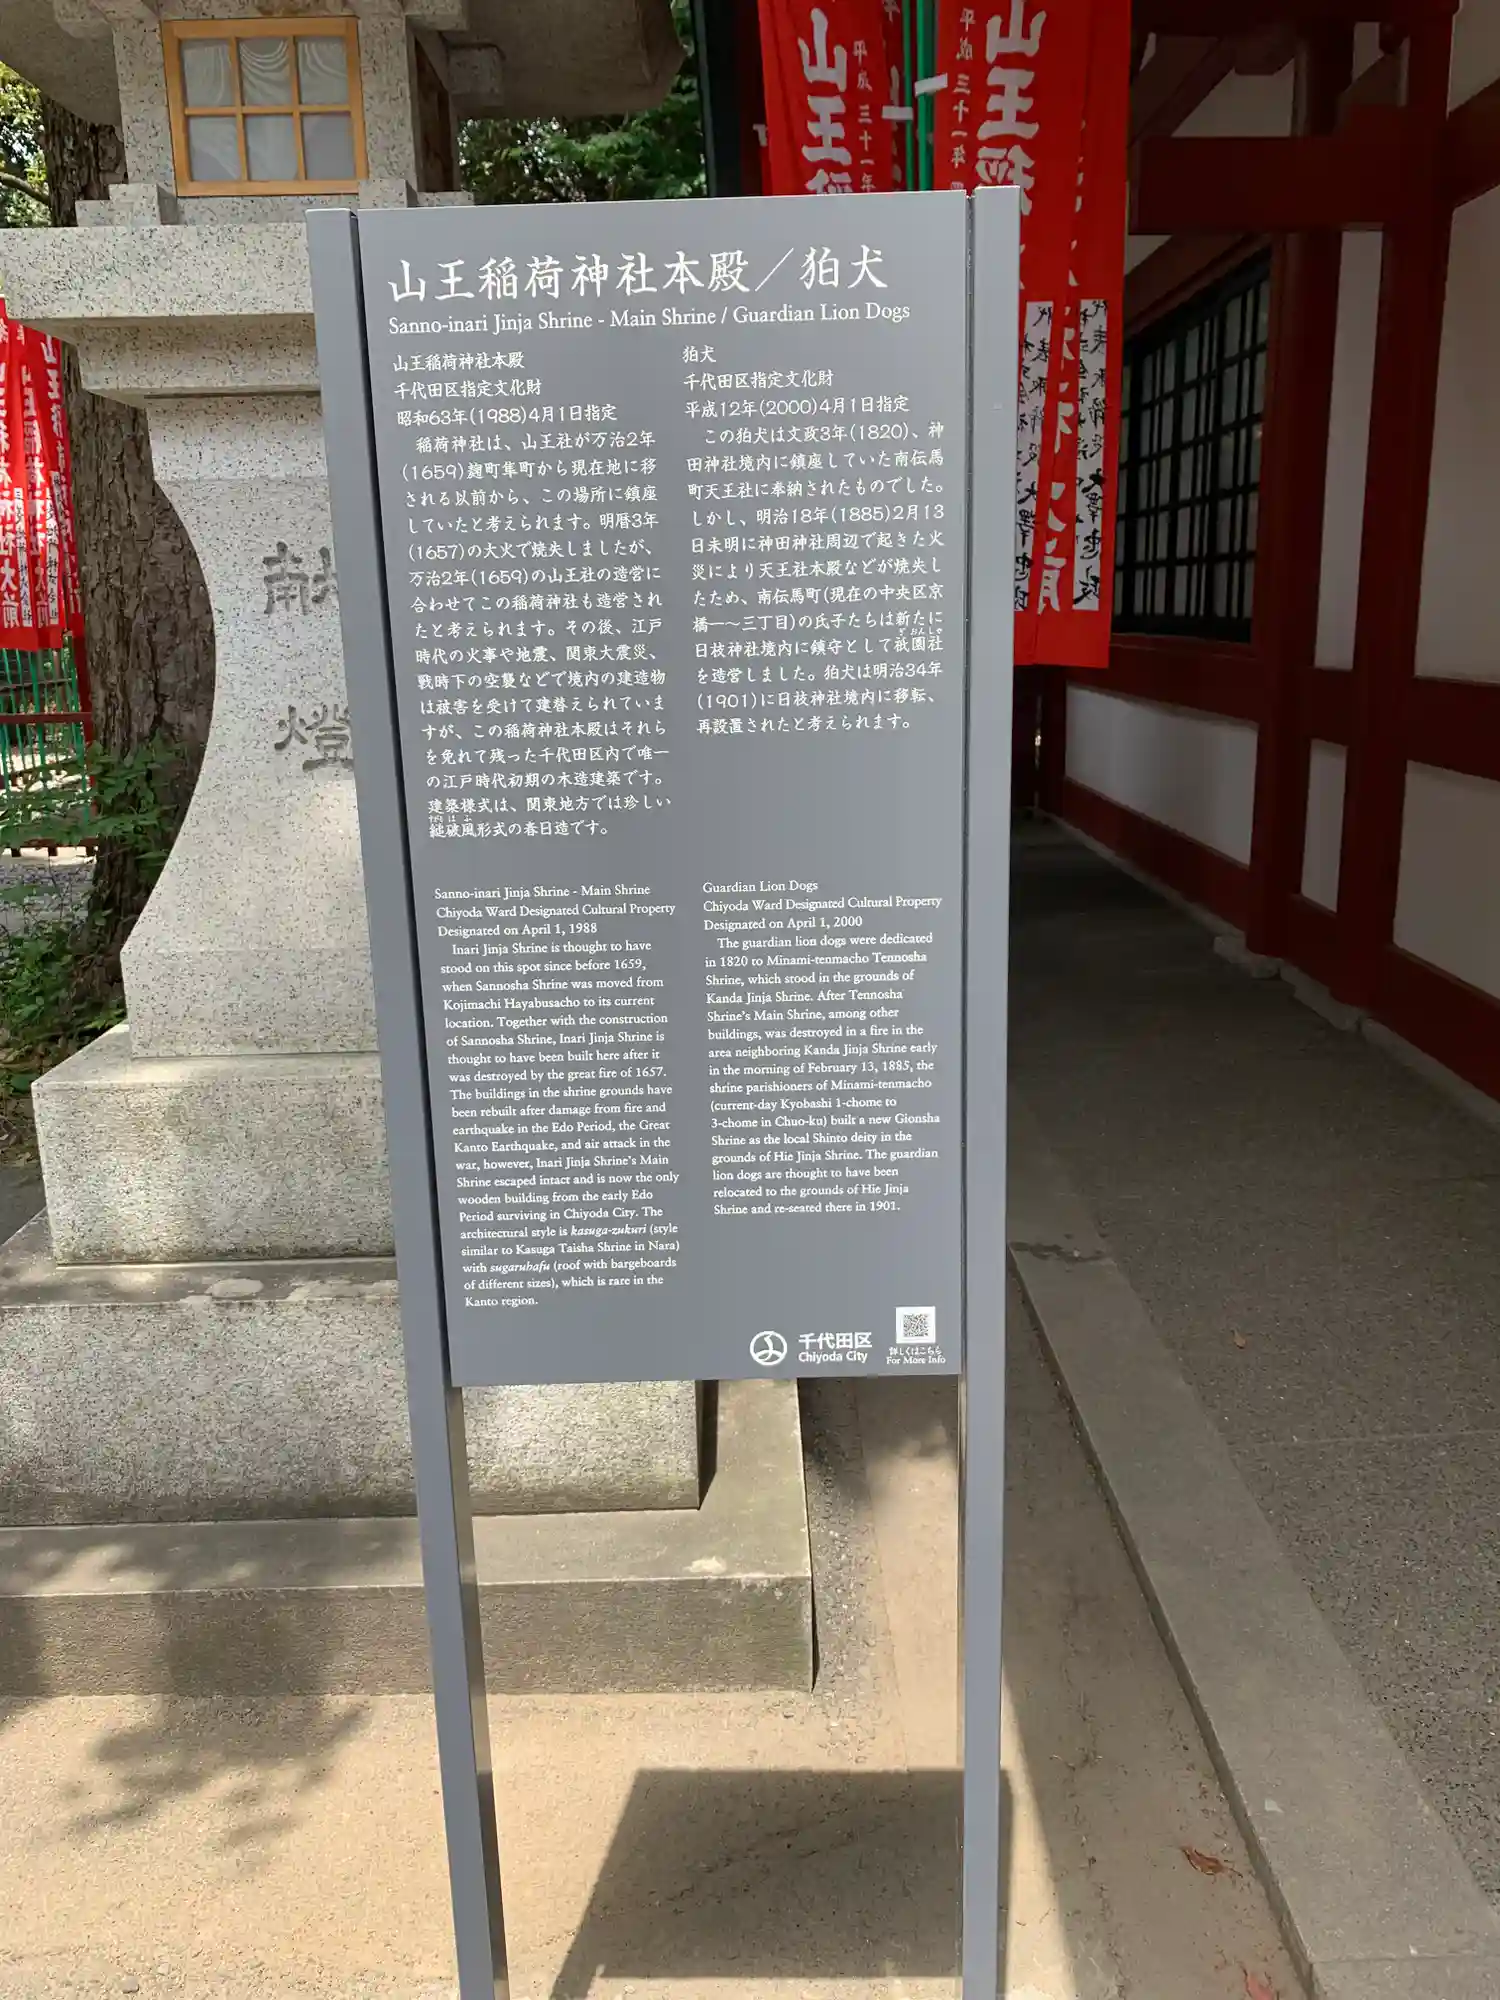 山王稲荷神社本殿／狛犬
Sanno-inari Jinja Shrine - Main Shrine / Guardian Lion Dogs
山王稲荷神社本殿
千代田区指定文化財
昭和63年(1988)4月1日指定
稲荷神社は、山王社が万治2年
(1659)麹町隼町から現在地に移
される以前から、この場所に鎮座
していたと考えられます。明暦3年
(1657)の大火で焼失しましたが、
万治2年(1659)の山王社の造営に
合わせてこの稲荷神社も造営され
たと考えられます。その後、江戸
時代の火事や地震、関東大震災、
戦時下の空襲などで境内の建造物
は被害を受けて建替えられていま
すが、この稲荷神社本殿はそれら
を免れて残った千代田区内で唯一
の江戸時代初期の木造建築です。
建築様式は、関東地方では珍しい
すがるはふ
縋破風形式の春日造です。
狛犬
千代田区指定文化財
平成12年(2000)4月1日指定
この狛犬は文政3年(1820)、神
田神社境内に鎮座していた南伝馬
町天王社に奉納されたものでした。
しかし、明治18年(1885)2月13
日未明に神田神社周辺で起きた火
災により天王社本殿などが焼失し
たため、南伝馬町(現在の中央区京
橋一～三丁目)の氏子たちは新たに
ぎおんしゃ
日枝神社境内に鎮守として祇園社
を造営しました。狛犬は明治34年
(1901)に日枝神社境内に移転、
再設置されたと考えられます。
Sanno-inari Jinja Shrine - Main Shrine
Chiyoda Ward Designated Cultural Property
Designated on April 1, 1988
Inari Jinja Shrine is thought to have
stood on this spot since before 1659,
when Sannosha Shrine was moved from
Kojimachi Hayabusacho to its current
location. Together with the construction
of Sannosha Shrine, Inari Jinja Shrine is
thought to have been built here after it
was destroyed by the great fire of 1657.
The buildings in the shrine grounds have
been rebuilt after damage from fire and
earthquake in the Edo Period, the Great
Kanto Earthquake, and air attack in the
war, however, Inari Jinja Shrine's Main
Shrine escaped intact and is now the only
wooden building from the early Edo
Period surviving in Chiyoda City. The
architectural style is kasuga-zukuri (style
similar to Kasuga Taisha Shrine in Nara)
with sugaruhafu (roof with bargeboards
of different sizes), which is rare in the
Kanto region.
Guardian Lion Dogs
Chiyoda Ward Designated Cultural Property
Designated on April 1, 2000
The guardian lion dogs were dedicated
in 1820 to Minami-tenmacho Tennosha
Shrine, which stood in the grounds of
Kanda Jinja Shrine. After Tennosha
Shrine's Main Shrine, among other
buildings, was destroyed in a fire in the
area neighboring Kanda Jinja Shrine early
in the morning of February 13, 1885, the
shrine parishioners of Minami-tenmacho
(current-day Kyobashi 1-chome to
3-chome in Chuo-ku) built a new Gionsha
Shrine as the local Shinto deity in the
grounds of Hie Jinja Shrine. The guardian
lion dogs are thought to have been
relocated to the grounds of Hie Jinja
Shrine and re-seated there in 1901.
千代田区
Chiyoda City
詳しくはこちら
For More Info
山王稲
平成三十一年
山王稲
平成三十一年
献
燈